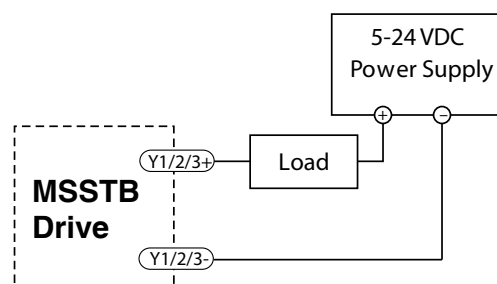 5-24 VDC
Power Supply
+
−
Y1/2/3+
Load
MSSTB
Drive
Y1/2/3-